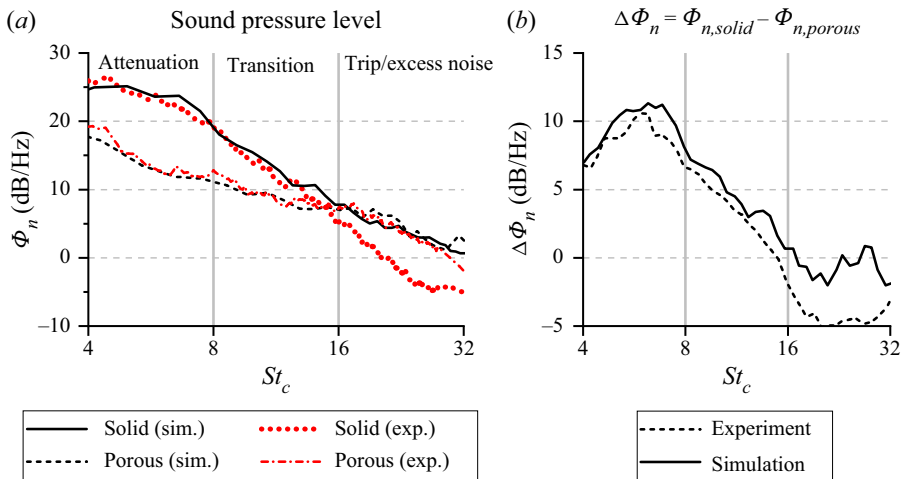 (a) Sound pressure level
Attenuation Transition Trip/excess noise
30
20
10
0
–10
Φn (dB/Hz)
4 8 16 32
Stc
Solid (sim.) Solid (exp.)
Porous (sim.) Porous (exp.)
(b) ΔΦn = Φn,solid – Φn,porous
15
10
5
0
–5
ΔΦn (dB/Hz)
4 8 16 32
Stc
Experiment
Simulation